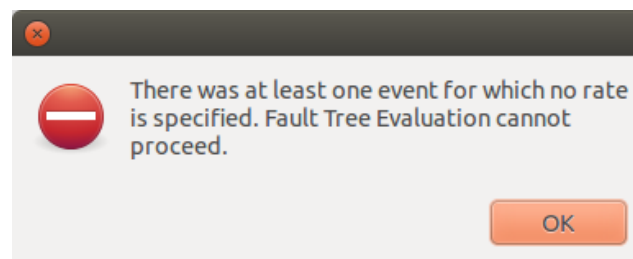 There was at least one event for which no rate
is specified. Fault Tree Evaluation cannot
proceed.
OK